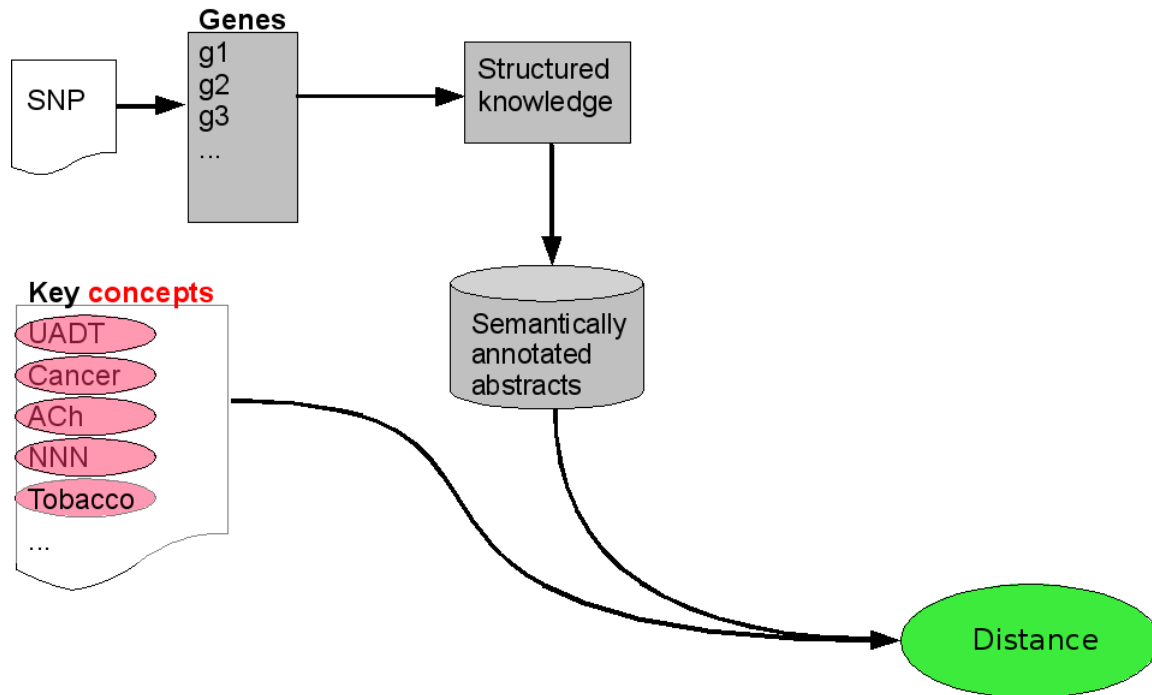 Genes
g1
g2
g3
...
SNP
Structured
knowledge
Semantically
annotated
abstracts
Key concepts
UADT
Cancer
ACh
NNN
Tobacco
...
Distance